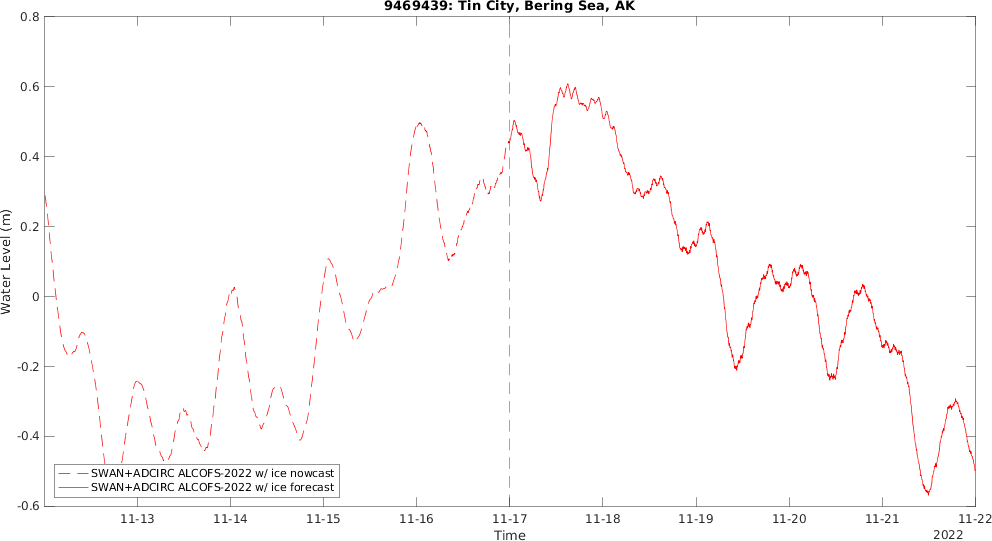 9469439: Tin City, Bering Sea, AK
0.8
0.6
0.4
0.2
0
-0.2
-0.4
-0.6
Water Level (m)
SWAN+ADCIRC ALCOFS-2022 w/ ice nowcast
SWAN+ADCIRC ALCOFS-2022 w/ ice forecast
11-13 11-14 11-15 11-16 11-17 11-18 11-19 11-20 11-21 11-22
Time
2022